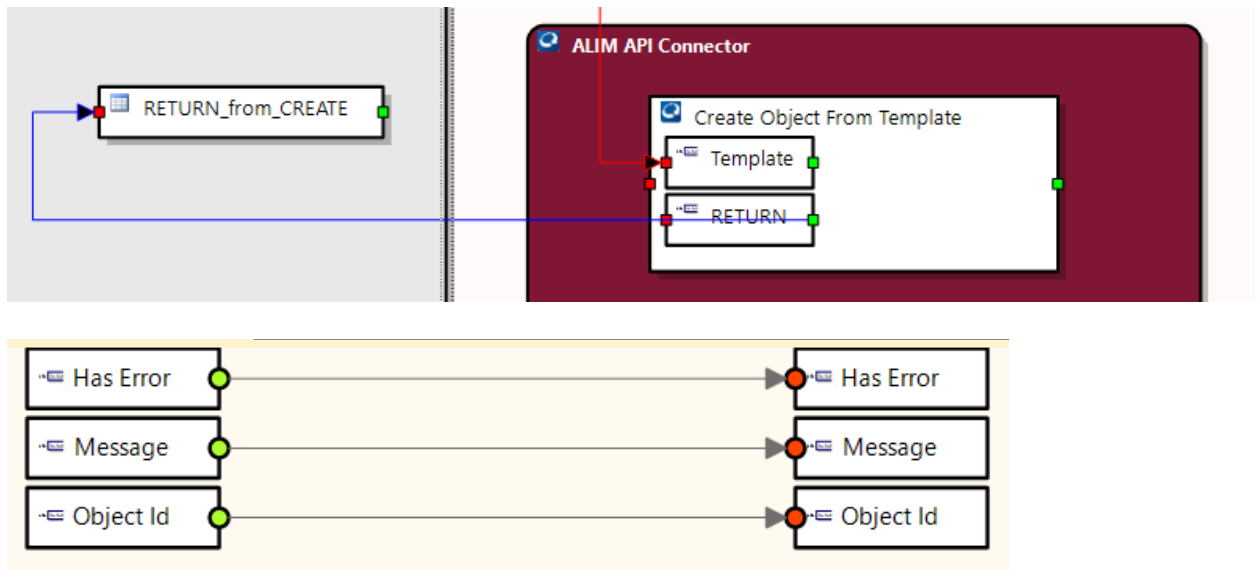 ALIM API Connector
RETURN_from_CREATE
Create Object From Template
Template
RETURN
Has Error
Has Error
Message
Message
Object Id
Object Id